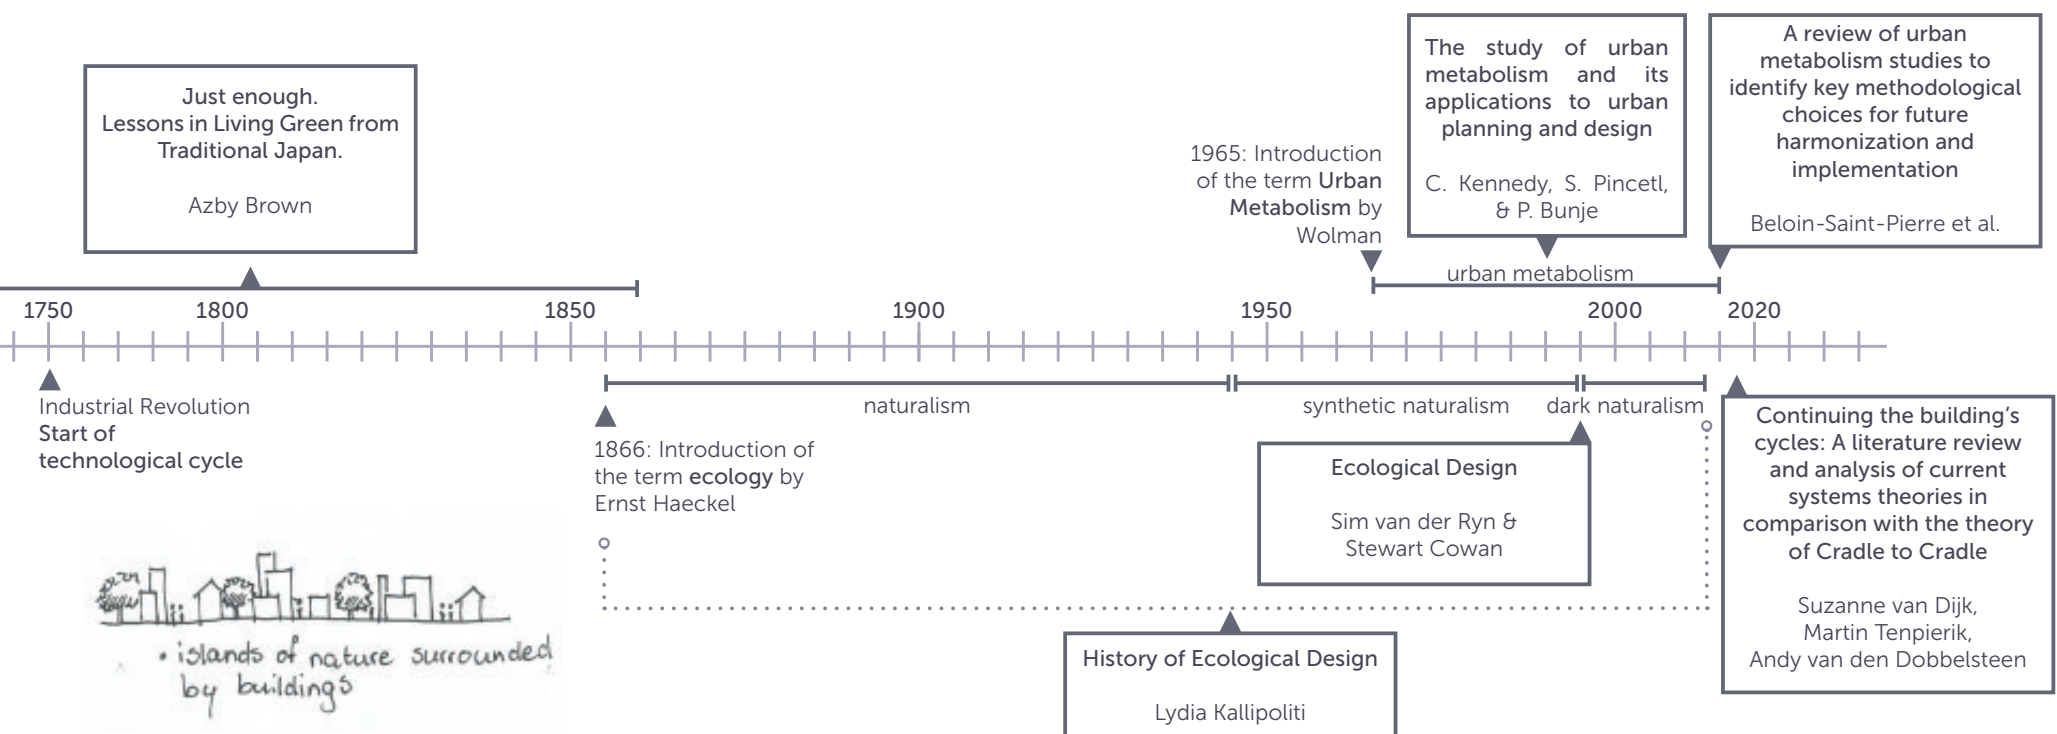 Just enough.
Lessons in Living Green from
Traditional Japan.
Azby Brown
1965: Introduction
of the term Urban
Metabolism by
Wolman
The study of urban
metabolism and its
applications to urban
planning and design
C. Kennedy, S. Pincetl,
& P. Bunje
A review of urban
metabolism studies to
identify key methodological
choices for future
harmonization and
implementation
Beloin-Saint-Pierre et al.
urban metabolism
1750 1800 1850 1900 1950 2000 2020
Industrial Revolution
Start of
technological cycle
naturalism
synthetic naturalism
dark naturalism
1866: Introduction of
the term ecology by
Ernst Haeckel
Ecological Design
Sim van der Ryn &
Stewart Cowan
Continuing the building’s
cycles: A literature review
and analysis of current
systems theories in
comparison with the theory
of Cradle to Cradle
Suzanne van Dijk,
Martin Tenpierik,
Andy van den Dobbelsteen
• islands of nature surrounded
by buildings
History of Ecological Design
Lydia Kallipoliti